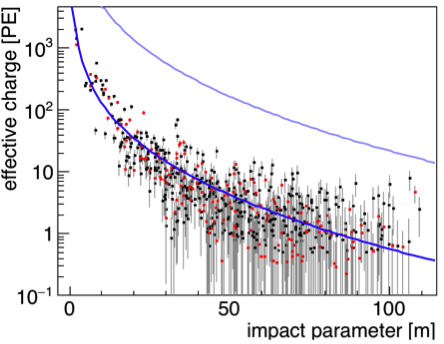 effective charge [PE]
10³
10²
10
1
10⁻¹
0 50 100
impact parameter [m]